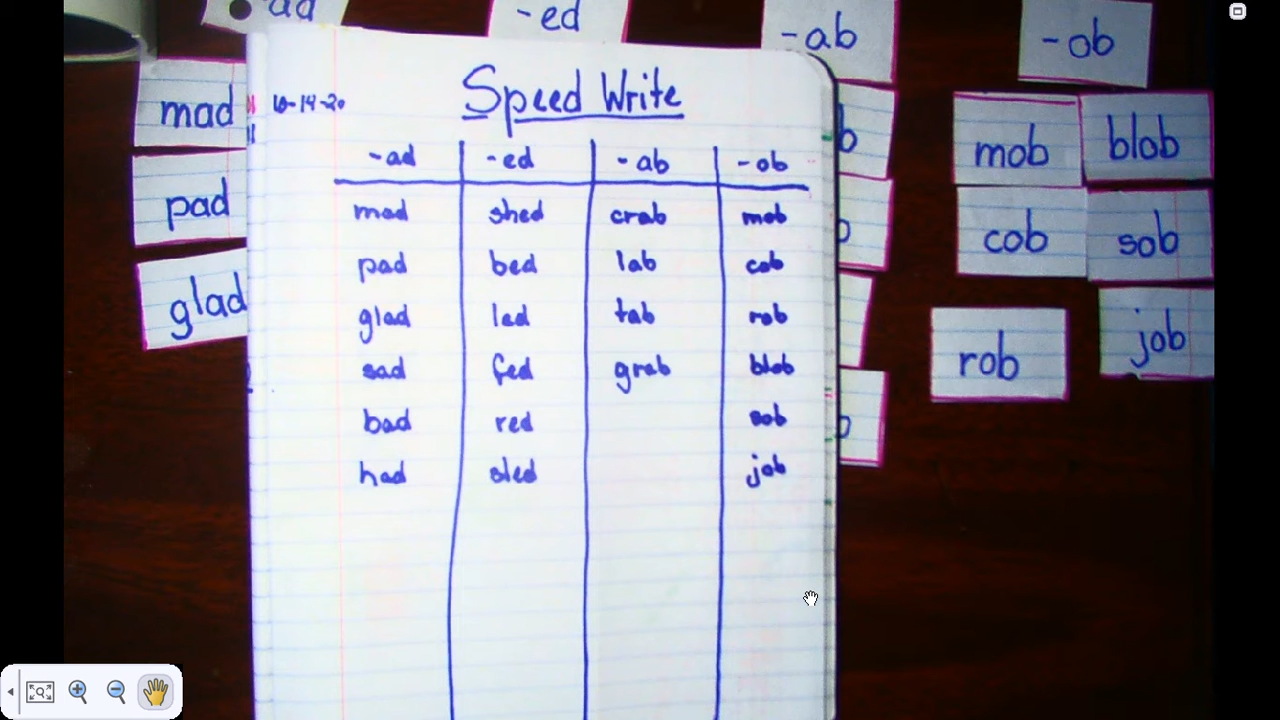 -ed
-ab
-ob
mad
pad
glad
10-14-20
Speed Write
-ad -ed -ab -ob
mad shed crab mob
pad bed lab cob
glad led tab rob
sad fed grab blob
bad red sob
had sled job
mob blob
cob sob
rob job